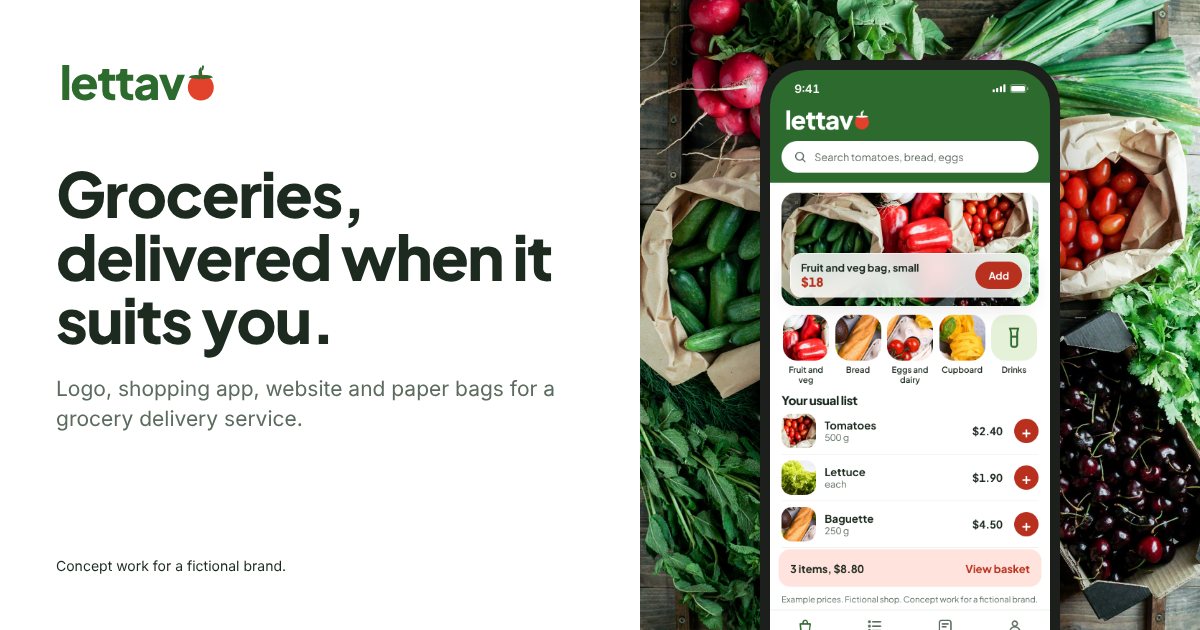 lettavo
Groceries,
delivered when it
suits you.
Logo, shopping app, website and paper bags for a
grocery delivery service.
Concept work for a fictional brand.
9:41
lettavo
Search tomatoes, bread, eggs
Fruit and veg bag, small
$18
Add
Fruit and
veg
Bread
Eggs and
dairy
Cupboard
Drinks
Your usual list
Tomatoes
500 g
$2.40
Lettuce
each
$1.90
Baguette
250 g
$4.50
3 items, $8.80
View basket
Example prices. Fictional shop. Concept work for a fictional brand.